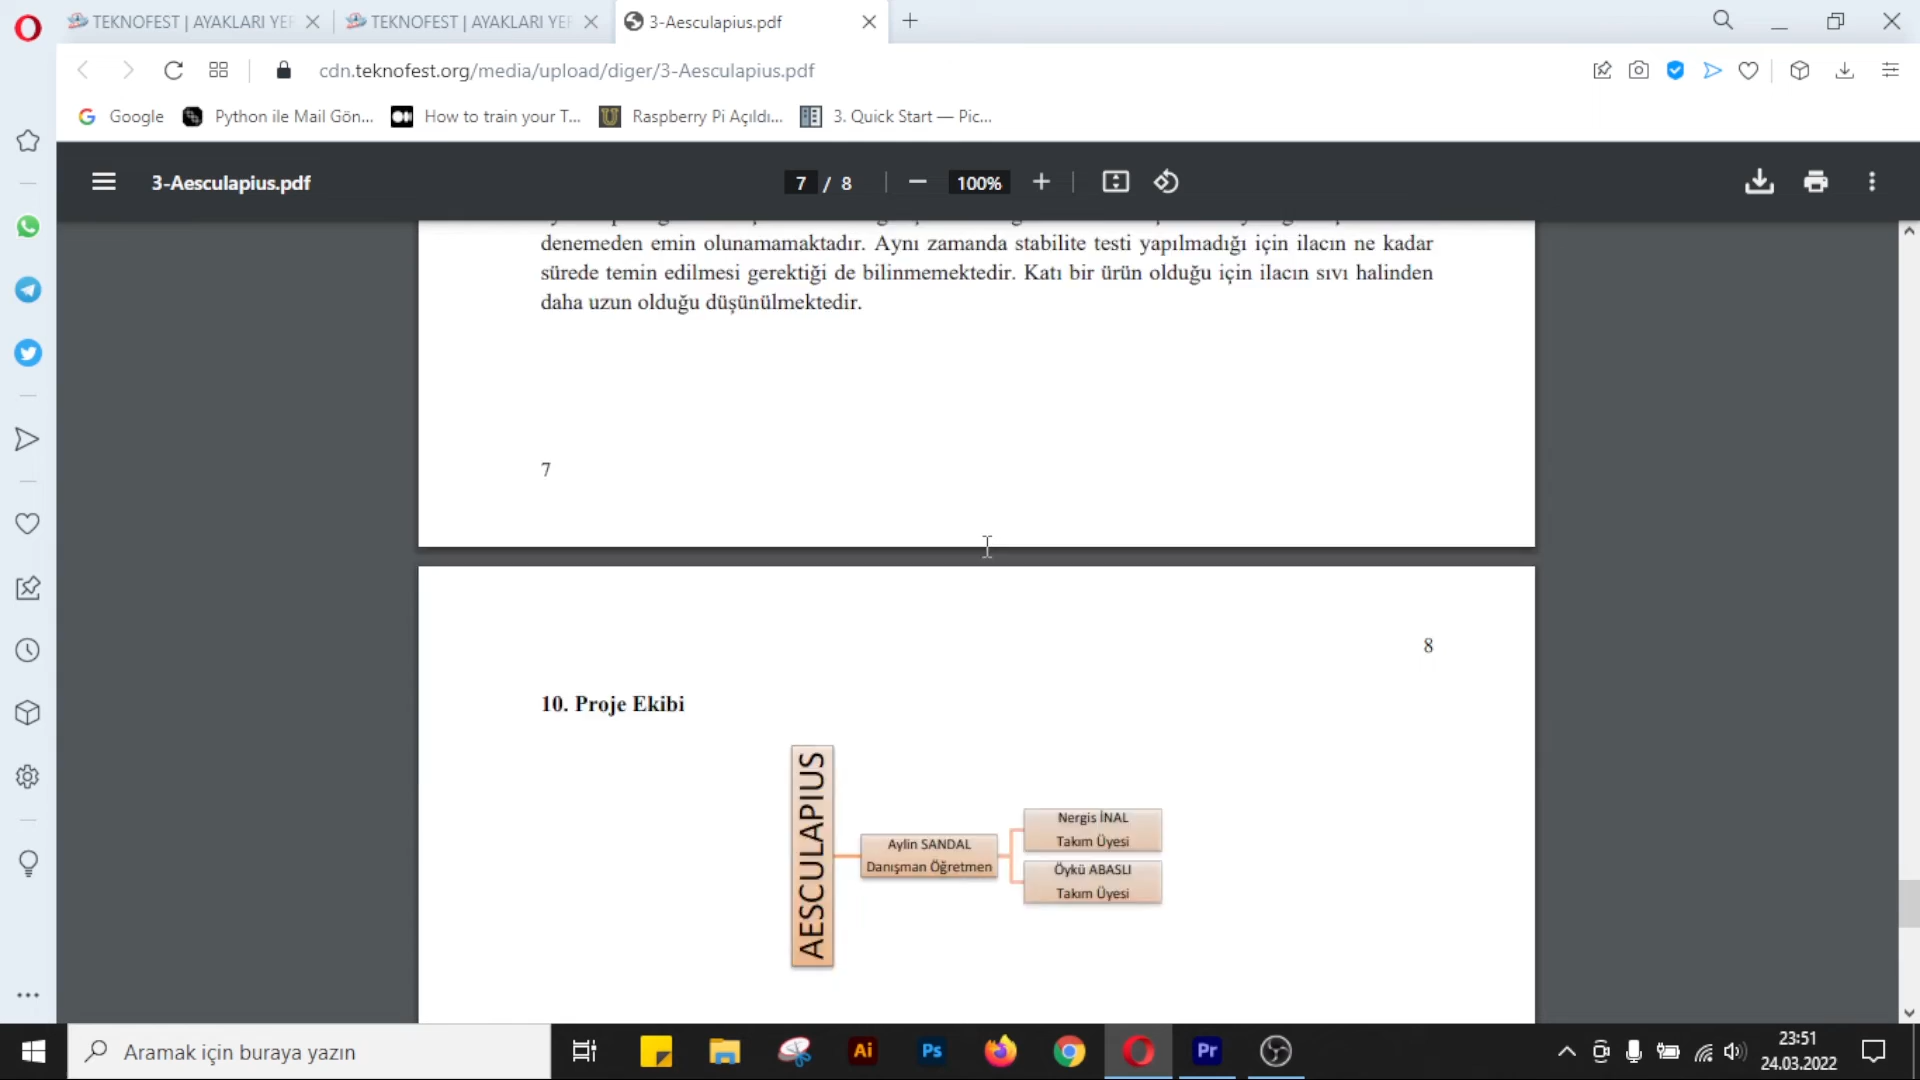 TEKNOFEST | AYAKLARI YER
TEKNOFEST | AYAKLARI YER
3-Aesculapius.pdf
cdn.teknofest.org/media/upload/diger/3-Aesculapius.pdf
Google
Python ile Mail Gön...
How to train your T...
Raspberry Pi Açıldı...
3. Quick Start — Pic...
3-Aesculapius.pdf
7 / 8
100%
denemeden emin olunamamaktadır. Aynı zamanda stabilite testi yapılmadığı için ilacın ne kadar
sürede temin edilmesi gerektiği de bilinmemektedir. Katı bir ürün olduğu için ilacın sıvı halinden
daha uzun olduğu düşünülmektedir.
7
8
10. Proje Ekibi
AESCULAPIUS
Aylin SANDAL
Danışman Öğretmen
Nergis İNAL
Takım Üyesi
Öykü ABASLI
Takım Üyesi
Aramak için buraya yazın
Ai
Ps
Pr
23:51
24.03.2022